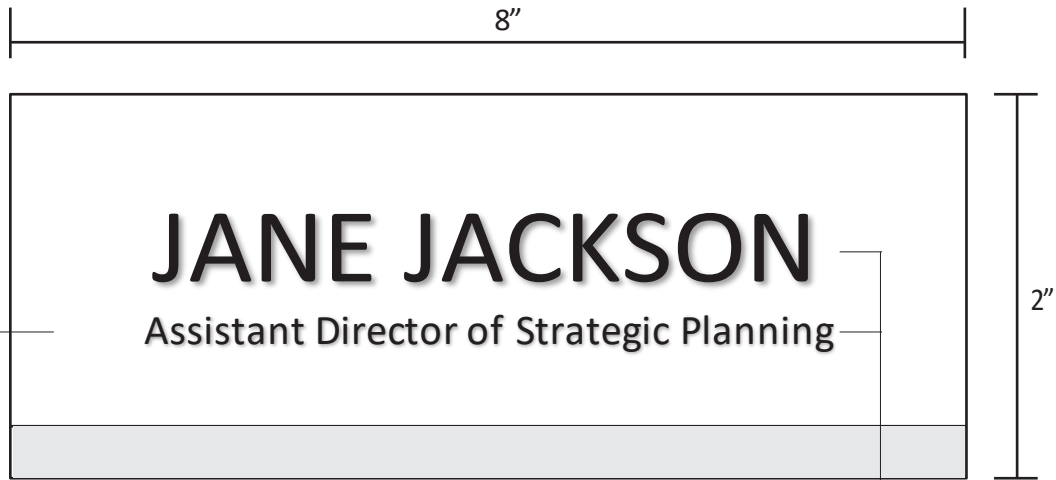 8”
JANE JACKSON
Assistant Director of Strategic Planning
2”